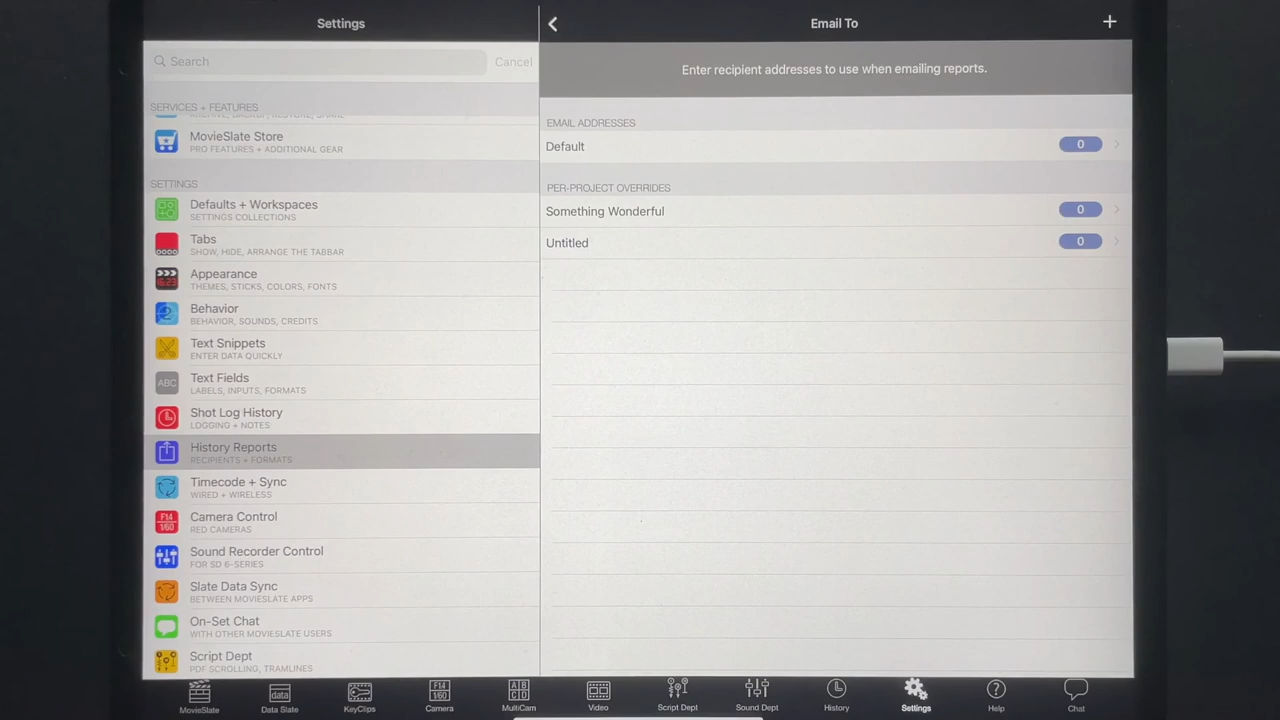 Settings
Email To
+
Search
Cancel
Enter recipient addresses to use when emailing reports.
SERVICES + FEATURES
MovieSlate Store
PRO FEATURES + ADDITIONAL GEAR
SETTINGS
Defaults + Workspaces
SETTINGS COLLECTIONS
Tabs
SHOW, HIDE, ARRANGE THE TABBAR
Appearance
THEMES, STICKS, COLORS, FONTS
Behavior
BEHAVIOR, SOUNDS, CREDITS
Text Snippets
ENTER DATA QUICKLY
ABC
Text Fields
LABELS, INPUTS, FORMATS
Shot Log History
LOGGING + NOTES
History Reports
RECIPIENTS + FORMATS
Timecode + Sync
WIRED + WIRELESS
F14
1/60
Camera Control
RED CAMERAS
Sound Recorder Control
FOR SD 6-SERIES
Slate Data Sync
BETWEEN MOVIESLATE APPS
On-Set Chat
WITH OTHER MOVIESLATE USERS
Script Dept
PDF SCROLLING, TRAMLINES
EMAIL ADDRESSES
Default 0
PER-PROJECT OVERRIDES
Something Wonderful 0
Untitled 0
MovieSlate
data
Data Slate
KeyClips
F14
1/60
Camera
A B
C D
MultiCam
Video
Script Dept
Sound Dept
History
Settings
?
Help
Chat